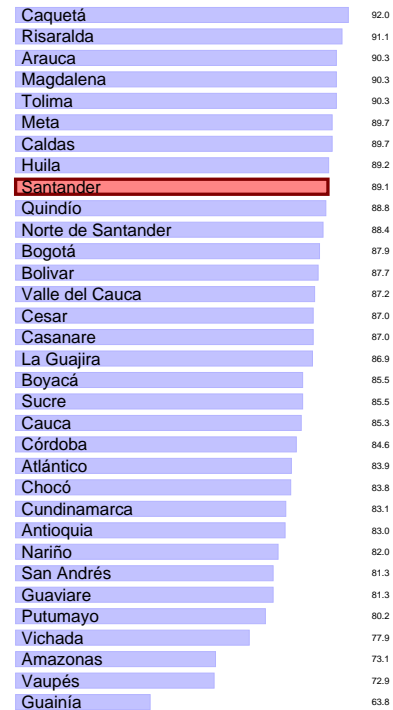 Caquetá 92.0
Risaralda 91.1
Arauca 90.3
Magdalena 90.3
Tolima 90.3
Meta 89.7
Caldas 89.7
Huila 89.2
Santander 89.1
Quindío 88.8
Norte de Santander 88.4
Bogotá 87.9
Bolivar 87.7
Valle del Cauca 87.2
Cesar 87.0
Casanare 87.0
La Guajira 86.9
Boyacá 85.5
Sucre 85.5
Cauca 85.3
Córdoba 84.6
Atlántico 83.9
Chocó 83.8
Cundinamarca 83.1
Antioquia 83.0
Nariño 82.0
San Andrés 81.3
Guaviare 81.3
Putumayo 80.2
Vichada 77.9
Amazonas 73.1
Vaupés 72.9
Guainía 63.8